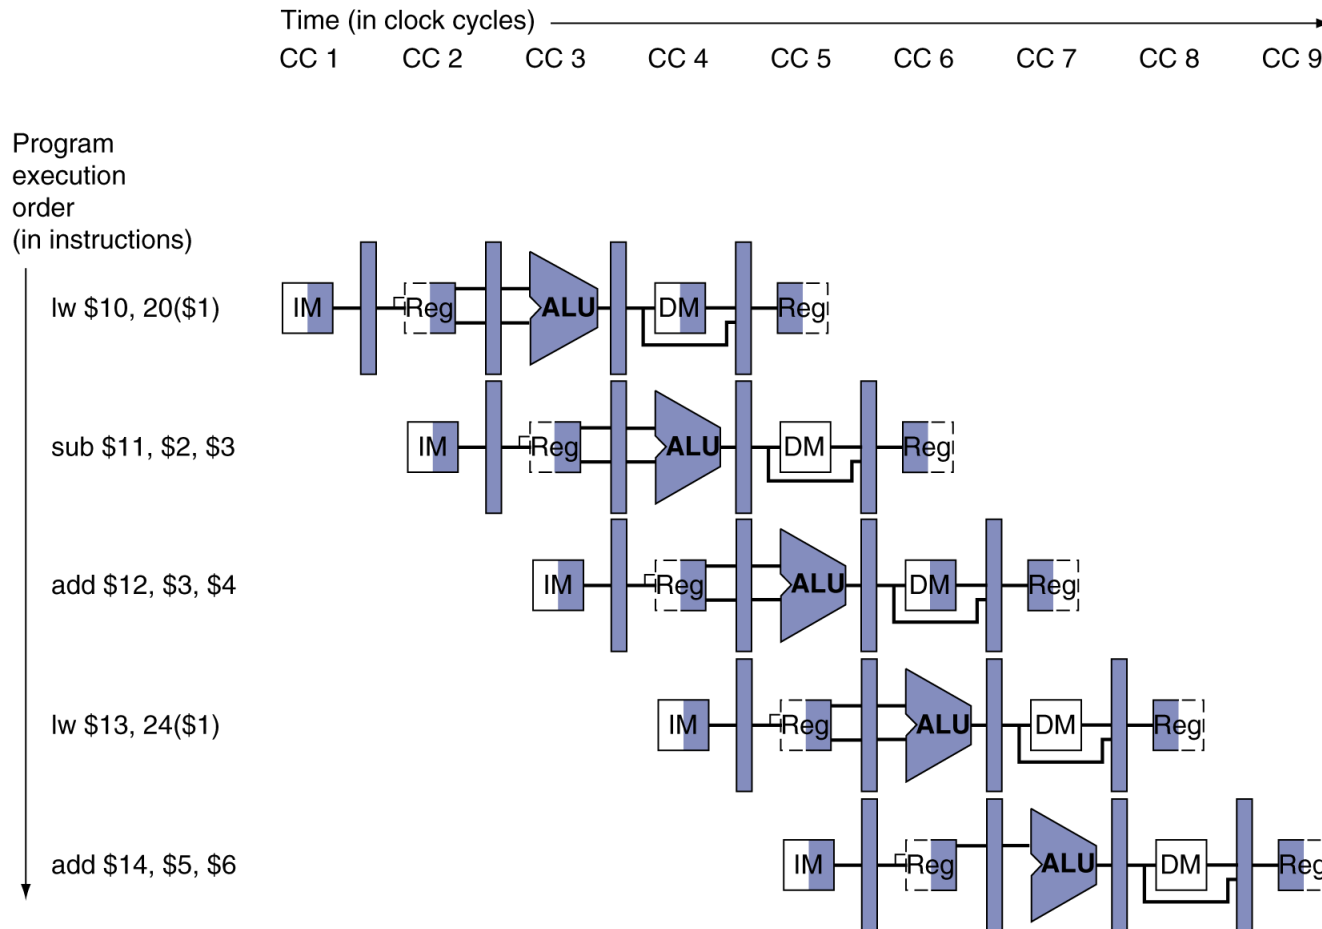 Time (in clock cycles)
CC 1 CC 2 CC 3 CC 4 CC 5 CC 6 CC 7 CC 8 CC 9
Program
execution
order
(in instructions)
lw $10, 20($1) IM Reg ALU DM Reg
sub $11, $2, $3 IM Reg ALU DM Reg
add $12, $3, $4 IM Reg ALU DM Reg
lw $13, 24($1) IM Reg ALU DM Reg
add $14, $5, $6 IM Reg ALU DM Reg